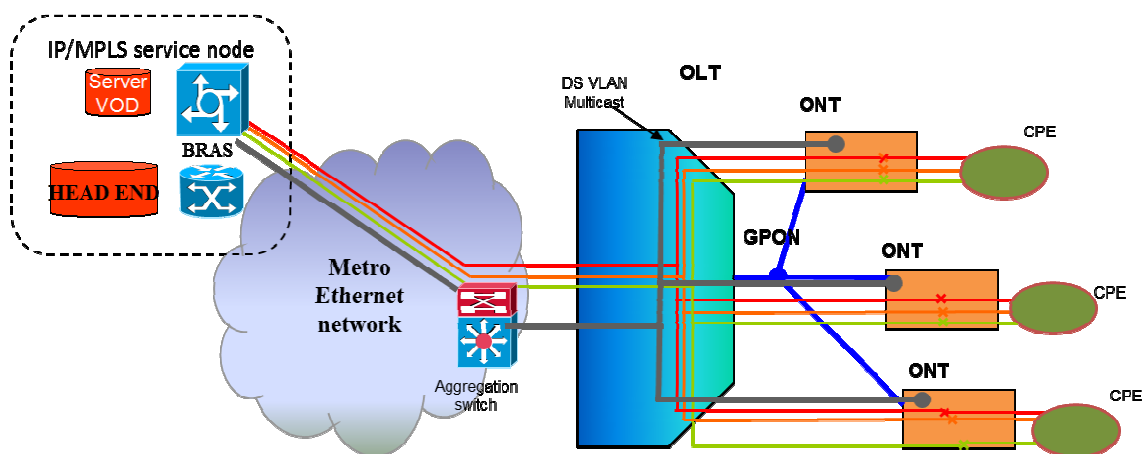 IP/MPLS service node
Server
VOD
BRAS
HEAD END
Metro
Ethernet
network
Aggregation
switch
DS VLAN
Multicast
OLT
ONT
CPE
GPON
ONT
CPE
ONT
CPE